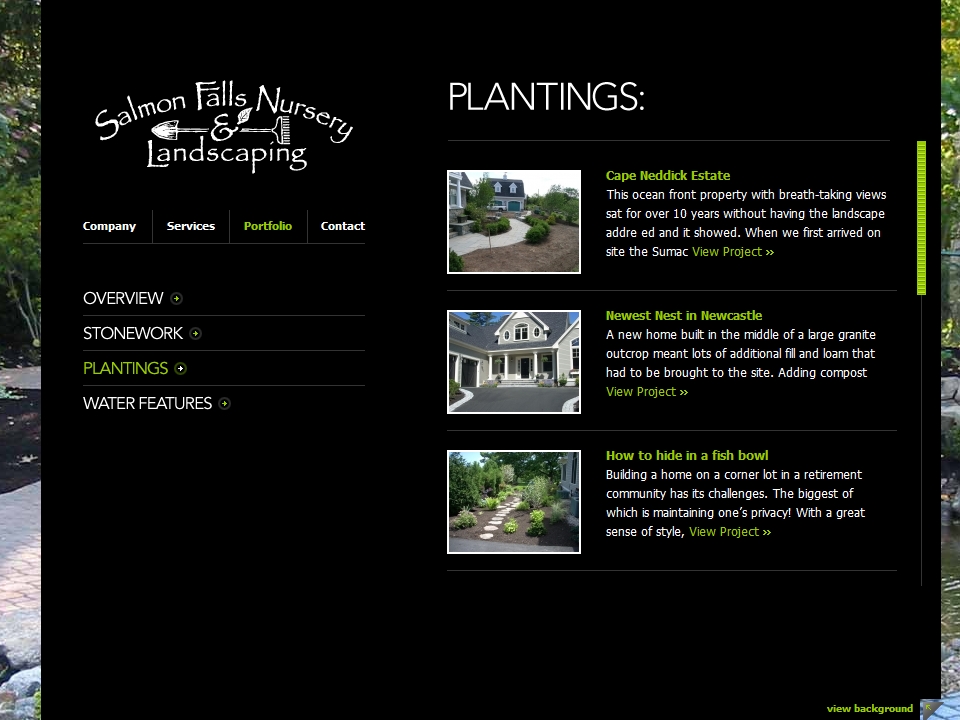 Salmon Falls Nursery
&
Landscaping
Company Services Portfolio Contact
OVERVIEW
STONEWORK
PLANTINGS
WATER FEATURES
PLANTINGS:
Cape Neddick Estate
This ocean front property with breath-taking views
sat for over 10 years without having the landscape
addre ed and it showed. When we first arrived on
site the Sumac View Project »
Newest Nest in Newcastle
A new home built in the middle of a large granite
outcrop meant lots of additional fill and loam that
had to be brought to the site. Adding compost
View Project »
How to hide in a fish bowl
Building a home on a corner lot in a retirement
community has its challenges. The biggest of
which is maintaining one’s privacy! With a great
sense of style, View Project »
view background